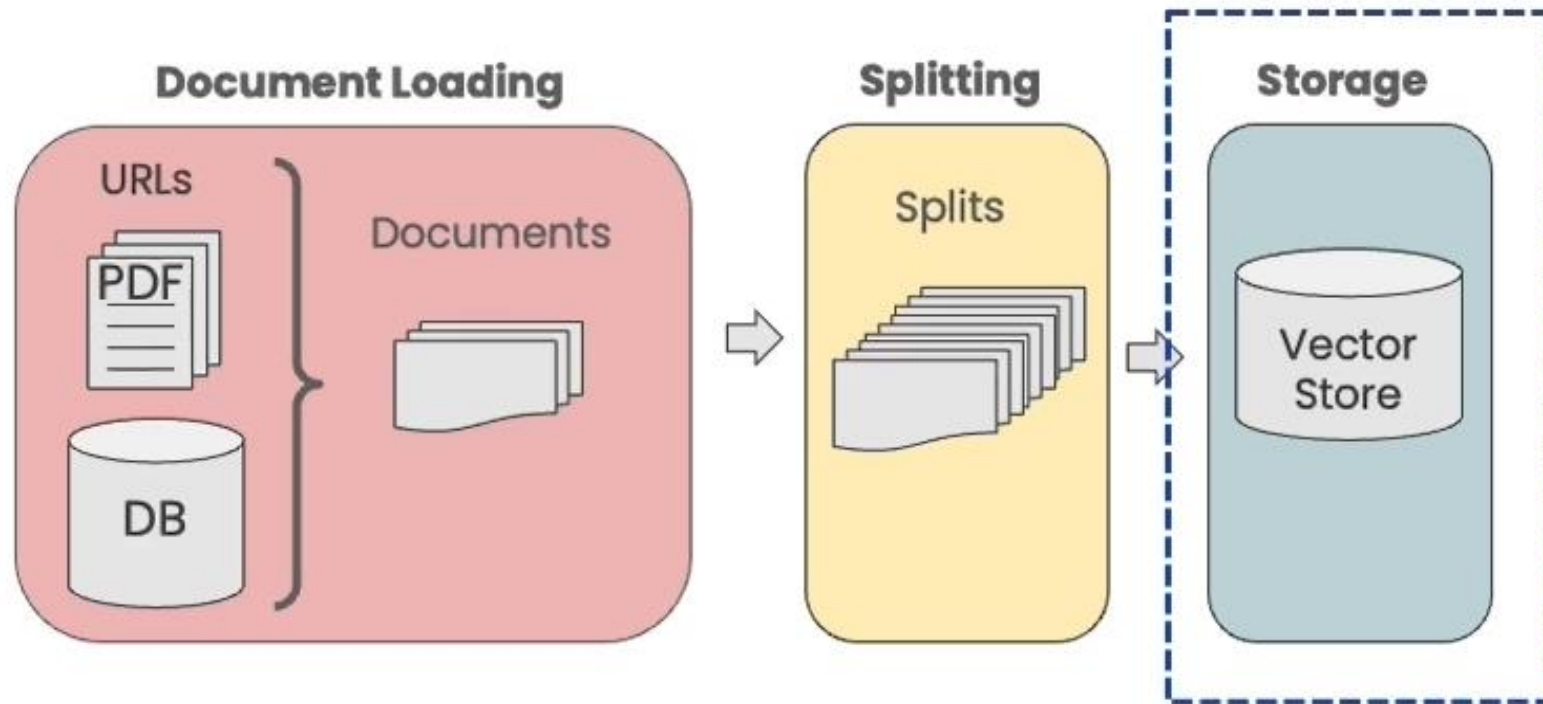 Document Loading
URLs
PDF
DB
Documents
Splitting
Splits
Storage
Vector
Store